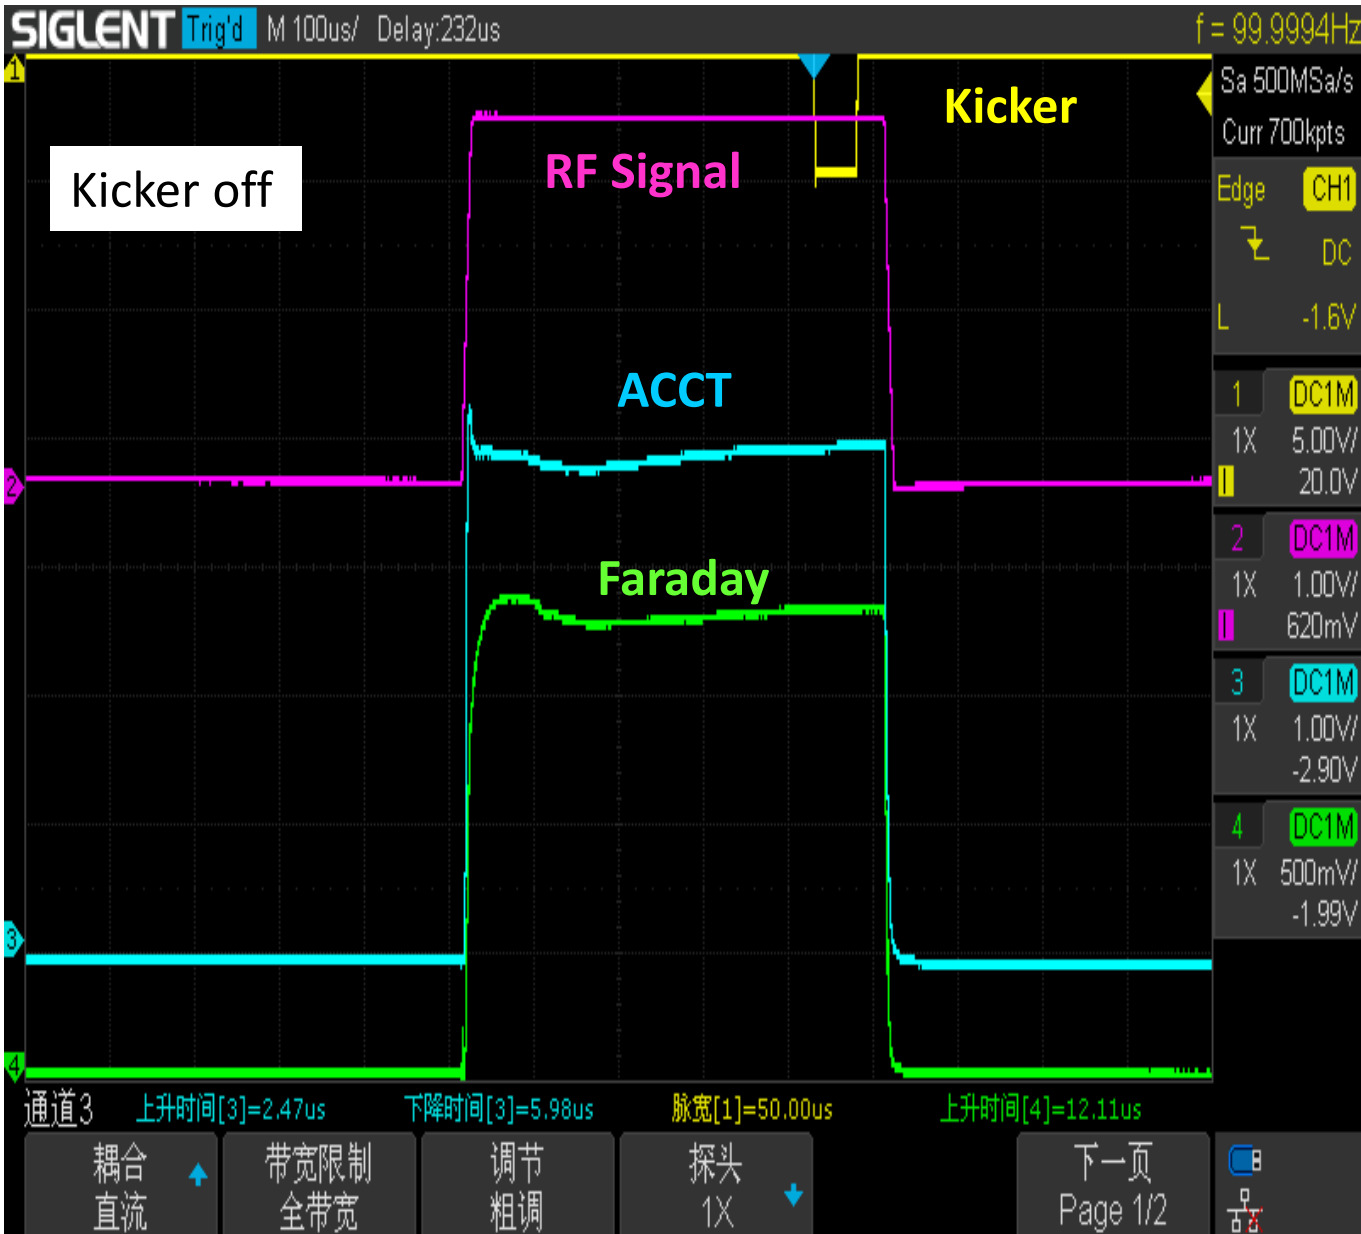 SIGLENT Trig'd M 100us/ Delay:232us f = 99.9994Hz
1
Kicker
Sa 500MSa/s
Curr 700kpts
Kicker off
RF Signal
Edge CH1
DC
L -1.6V
ACCT
1 DC1M
1X 5.00V/
20.0V
2
2 DC1M
1X 1.00V/
620mV
Faraday
3 DC1M
1X 1.00V/
-2.90V
4 DC1M
1X 500mV/
-1.99V
3
4
通道3 上升时间[3]=2.47us 下降时间[3]=5.98us 脉宽[1]=50.00us 上升时间[4]=12.11us
耦合 带宽限制 调节 探头 下一页
直流 全带宽 粗调 1X Page 1/2